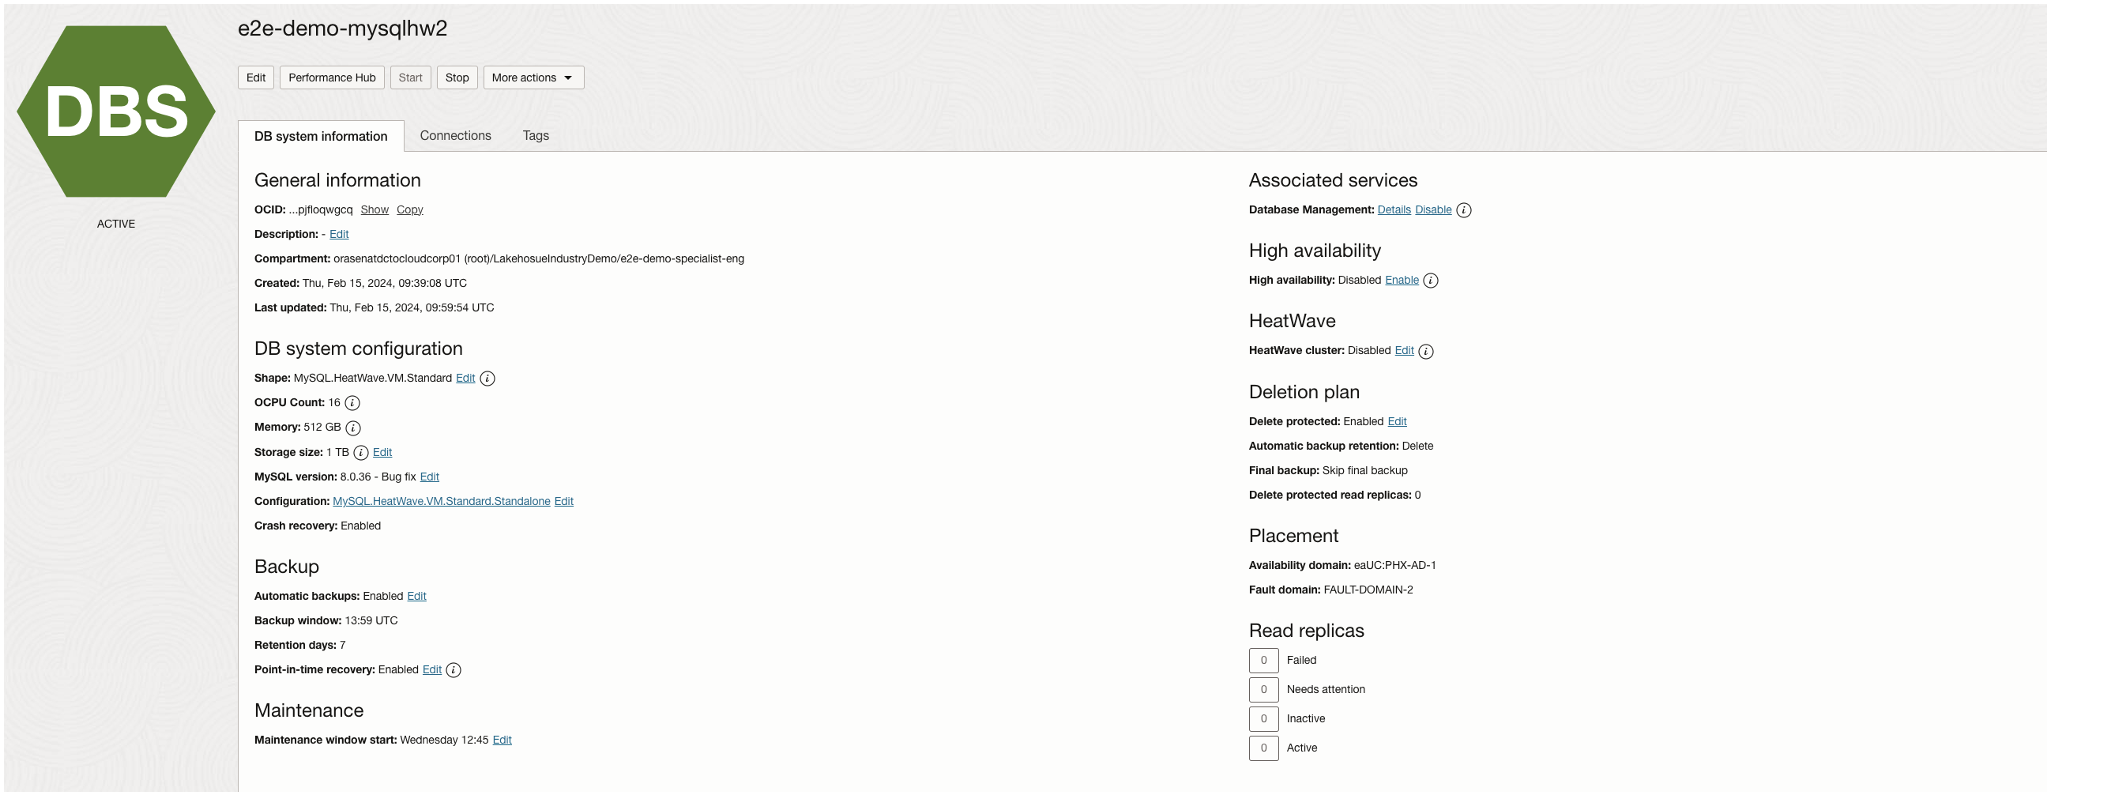 e2e-demo-mysqlhw2
Edit
Performance Hub
Start
Stop
More actions
DBS
ACTIVE
DB system information
Connections
Tags
General information
OCID: ...pjfloqwgcq Show Copy
Description: - Edit
Compartment: orasenatdctocloudcorp01 (root)/LakehosueIndustryDemo/e2e-demo-specialist-eng
Created: Thu, Feb 15, 2024, 09:39:08 UTC
Last updated: Thu, Feb 15, 2024, 09:59:54 UTC
DB system configuration
Shape: MySQL.HeatWave.VM.Standard Edit
OCPU Count: 16
Memory: 512 GB
Storage size: 1 TB Edit
MySQL version: 8.0.36 - Bug fix Edit
Configuration: MySQL.HeatWave.VM.Standard.Standalone Edit
Crash recovery: Enabled
Backup
Automatic backups: Enabled Edit
Backup window: 13:59 UTC
Retention days: 7
Point-in-time recovery: Enabled Edit
Maintenance
Maintenance window start: Wednesday 12:45 Edit
Associated services
Database Management: Details Disable
High availability
High availability: Disabled Enable
HeatWave
HeatWave cluster: Disabled Edit
Deletion plan
Delete protected: Enabled Edit
Automatic backup retention: Delete
Final backup: Skip final backup
Delete protected read replicas: 0
Placement
Availability domain: eaUC:PHX-AD-1
Fault domain: FAULT-DOMAIN-2
Read replicas
0 Failed
0 Needs attention
0 Inactive
0 Active